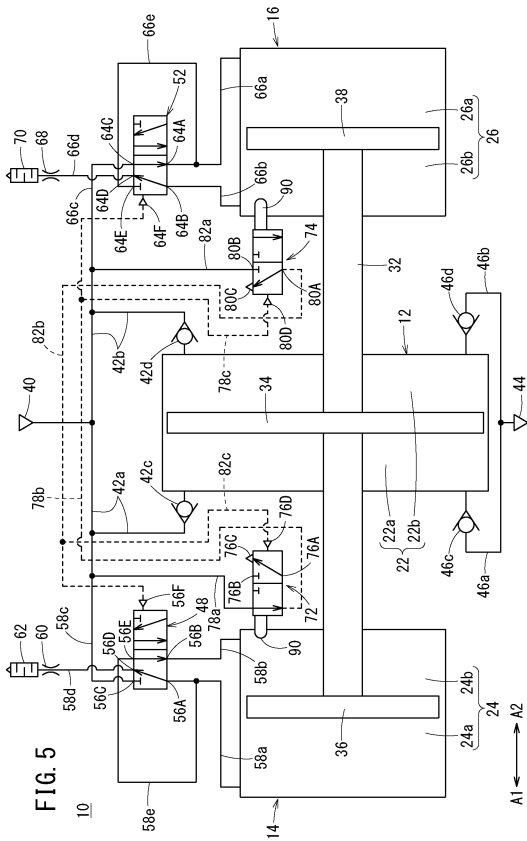 FIG. 5
10
62
60
58d
58c
78b
40
82b
66c
66d
68
70
58e
56C
56D
56E
56F
48
56A
56B
78a
42a
42b
82a
64E
64D
64C
64F
52
64B
64A
66e
58a
58b
76B
76C
76D
82c
42c
42d
78c
80C
80B
80D
74
66b
66a
90
72
76A
80A
90
14
12
16
36
34
32
38
24a
24b
24
22a
22b
22
26b
26a
26
46c
46d
46a
46b
44
A1
A2